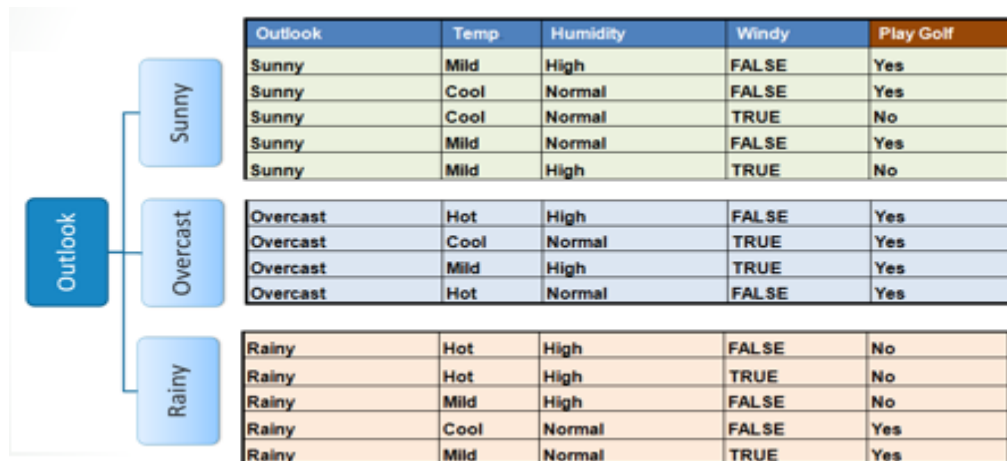 Outlook Temp Humidity Windy Play Golf
Sunny Mild High FALSE Yes
Sunny Cool Normal FALSE Yes
Sunny Cool Normal TRUE No
Sunny Mild Normal FALSE Yes
Sunny Mild High TRUE No
Overcast Hot High FALSE Yes
Overcast Cool Normal TRUE Yes
Overcast Mild High TRUE Yes
Overcast Hot Normal FALSE Yes
Rainy Hot High FALSE No
Rainy Hot High TRUE No
Rainy Mild High FALSE No
Rainy Cool Normal FALSE Yes
Rainy Mild Normal TRUE Yes
Outlook
Sunny
Overcast
Rainy